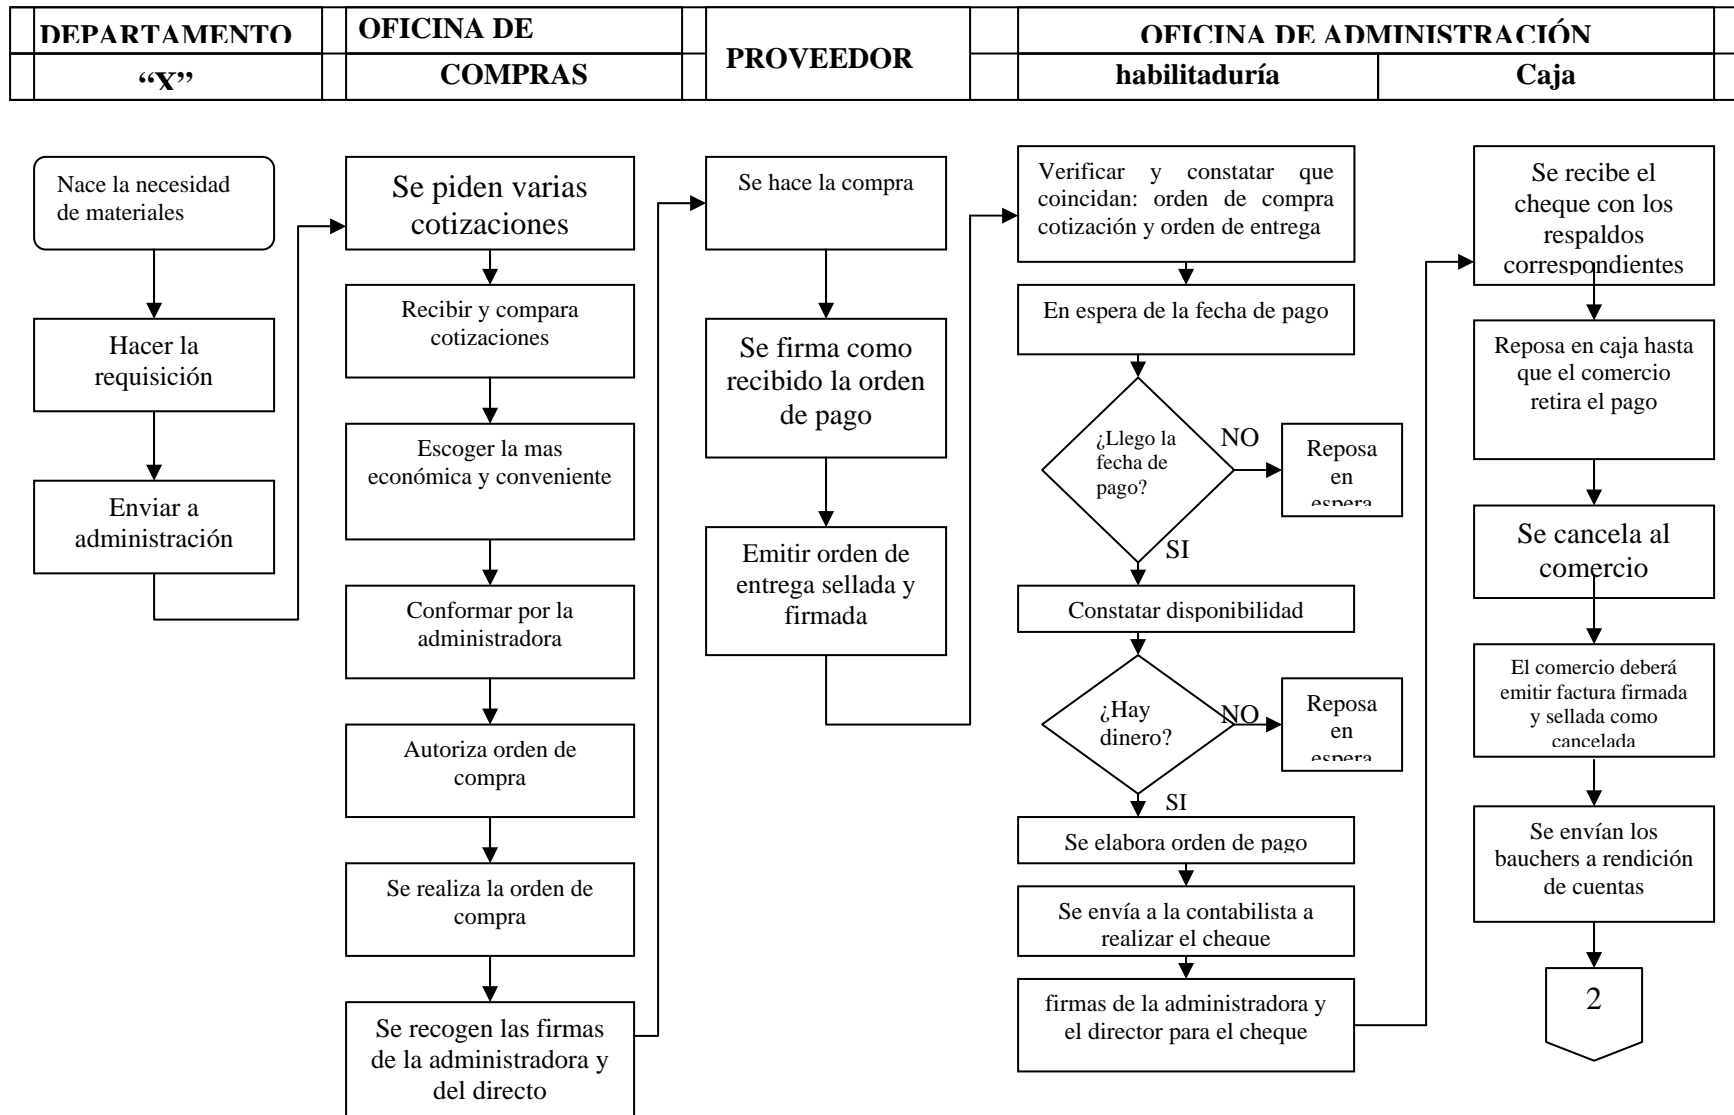 DEPARTAMENTO
“X”
OFICINA DE
COMPRAS
PROVEEDOR
OFICINA DE ADMINISTRACIÓN
habilitaduría
Caja
Nace la necesidad
de materiales
Hacer la
requisición
Enviar a
administración
Se piden varias
cotizaciones
Recibir y compara
cotizaciones
Escoger la mas
económica y conveniente
Conformar por la
administradora
Autoriza orden de
compra
Se realiza la orden de
compra
Se recogen las firmas
de la administradora y
del directo
Se hace la compra
Se firma como
recibido la orden
de pago
Emitir orden de
entrega sellada y
firmada
Verificar y constatar que
coincidan: orden de compra
cotización y orden de entrega
En espera de la fecha de pago
¿Llego la
fecha de
pago?
NO
Reposa
en
espera
SI
Constatar disponibilidad
¿Hay
dinero?
NO
Reposa
en
espera
SI
Se elabora orden de pago
Se envía a la contabilista a
realizar el cheque
firmas de la administradora y
el director para el cheque
Se recibe el
cheque con los
respaldos
correspondientes
Reposa en caja hasta
que el comercio
retira el pago
Se cancela al
comercio
El comercio deberá
emitir factura firmada
y sellada como
cancelada
Se envían los
bauchers a rendición
de cuentas
2